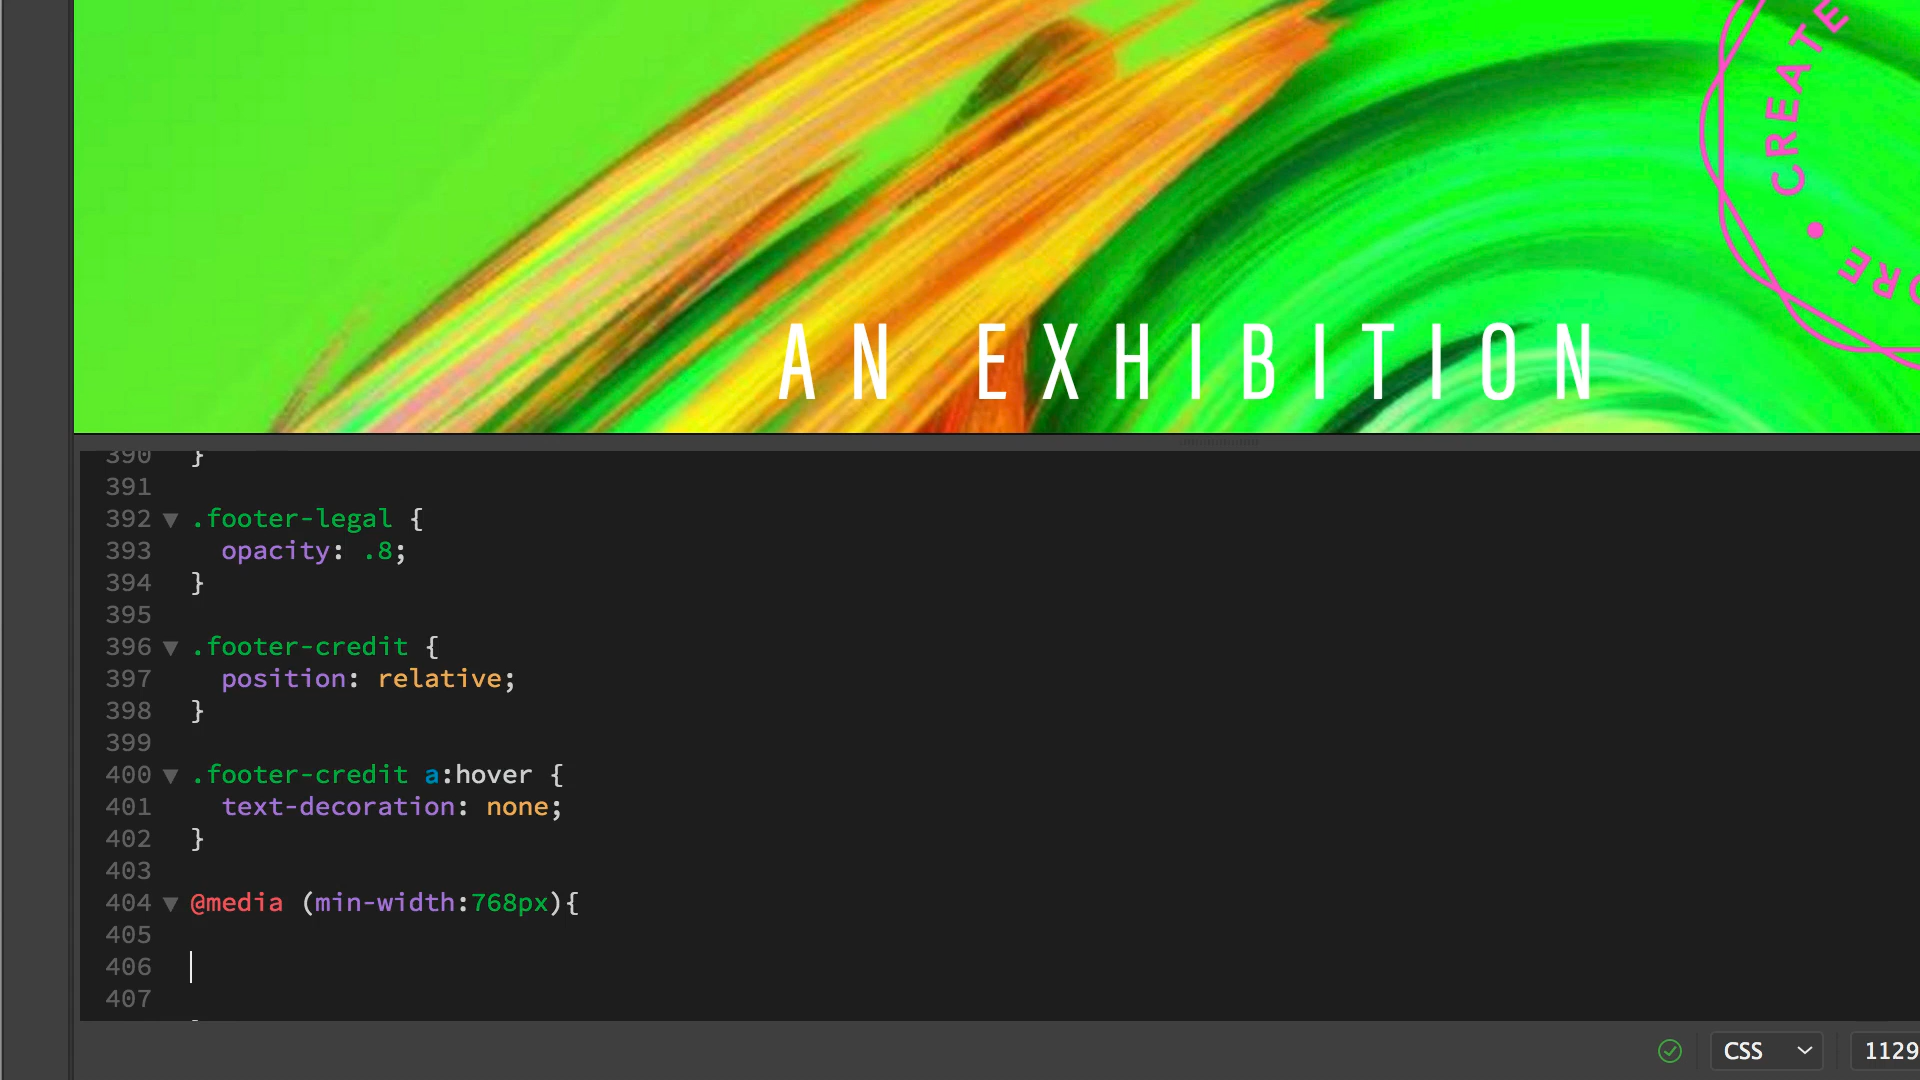 CREATE
•
AN EXHIBITION
390 }
391
392 ▼ .footer-legal {
393 opacity: .8;
394 }
395
396 ▼ .footer-credit {
397 position: relative;
398 }
399
400 ▼ .footer-credit a:hover {
401 text-decoration: none;
402 }
403
404 ▼ @media (min-width:768px){
405
406
407
CSS
1129